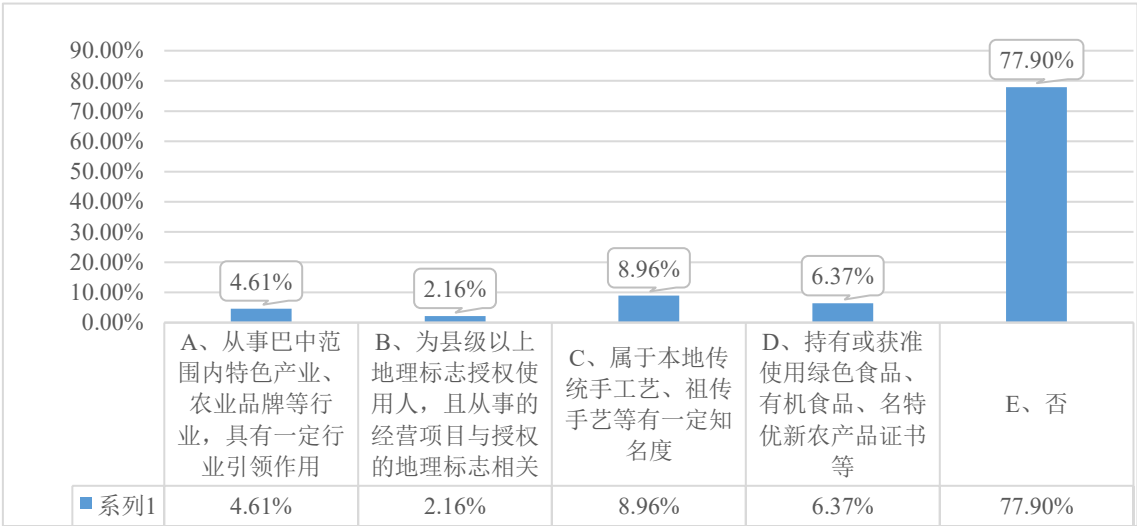 90.00%
80.00%
70.00%
60.00%
50.00%
40.00%
30.00%
20.00%
10.00%
0.00%
4.61%
2.16%
8.96%
6.37%
77.90%
A、从事巴中范
围内特色产业、
农业品牌等行
业，具有一定行
业引领作用
B、为县级以上
地理标志授权使
用人，且从事的
经营项目与授权
的地理标志相关
C、属于本地传
统手工艺、祖传
手艺等有一定知
名度
D、持有或获准
使用绿色食品、
有机食品、名特
优新农产品证书
等
E、否
系列1 4.61% 2.16% 8.96% 6.37% 77.90%